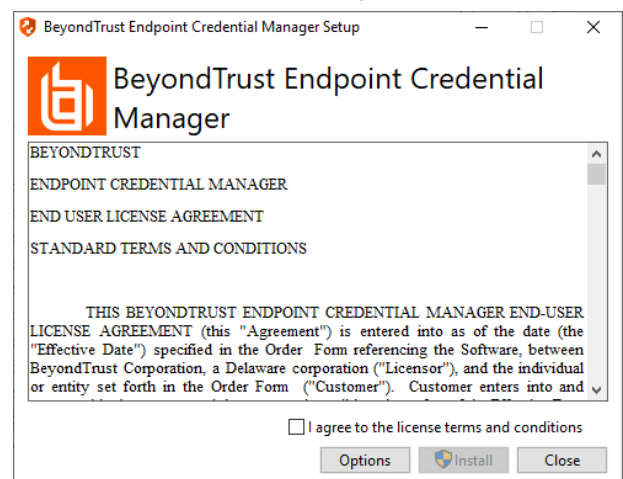 BeyondTrust Endpoint Credential Manager Setup
BeyondTrust Endpoint Credential
Manager
BEYONDTRUST
ENDPOINT CREDENTIAL MANAGER
END USER LICENSE AGREEMENT
STANDARD TERMS AND CONDITIONS
THIS BEYONDTRUST ENDPOINT CREDENTIAL MANAGER END-USER
LICENSE AGREEMENT (this "Agreement") is entered into as of the date (the
"Effective Date") specified in the Order Form referencing the Software, between
BeyondTrust Corporation, a Delaware corporation ("Licensor"), and the individual
or entity set forth in the Order Form ("Customer"). Customer enters into and
I agree to the license terms and conditions
Options
Install
Close